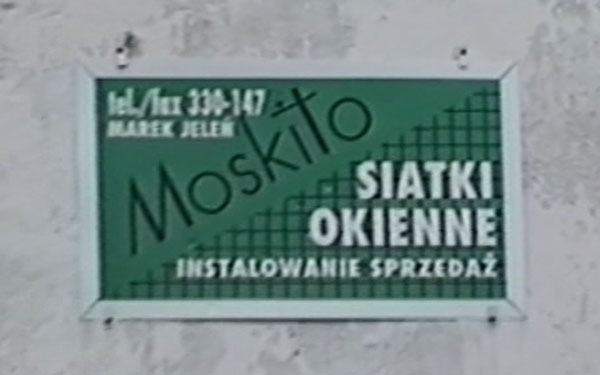 tel./fax 330-147
MAREK JELEŃ
Moskito
SIATKI
OKIENNE
INSTALOWANIE SPRZEDAŻ